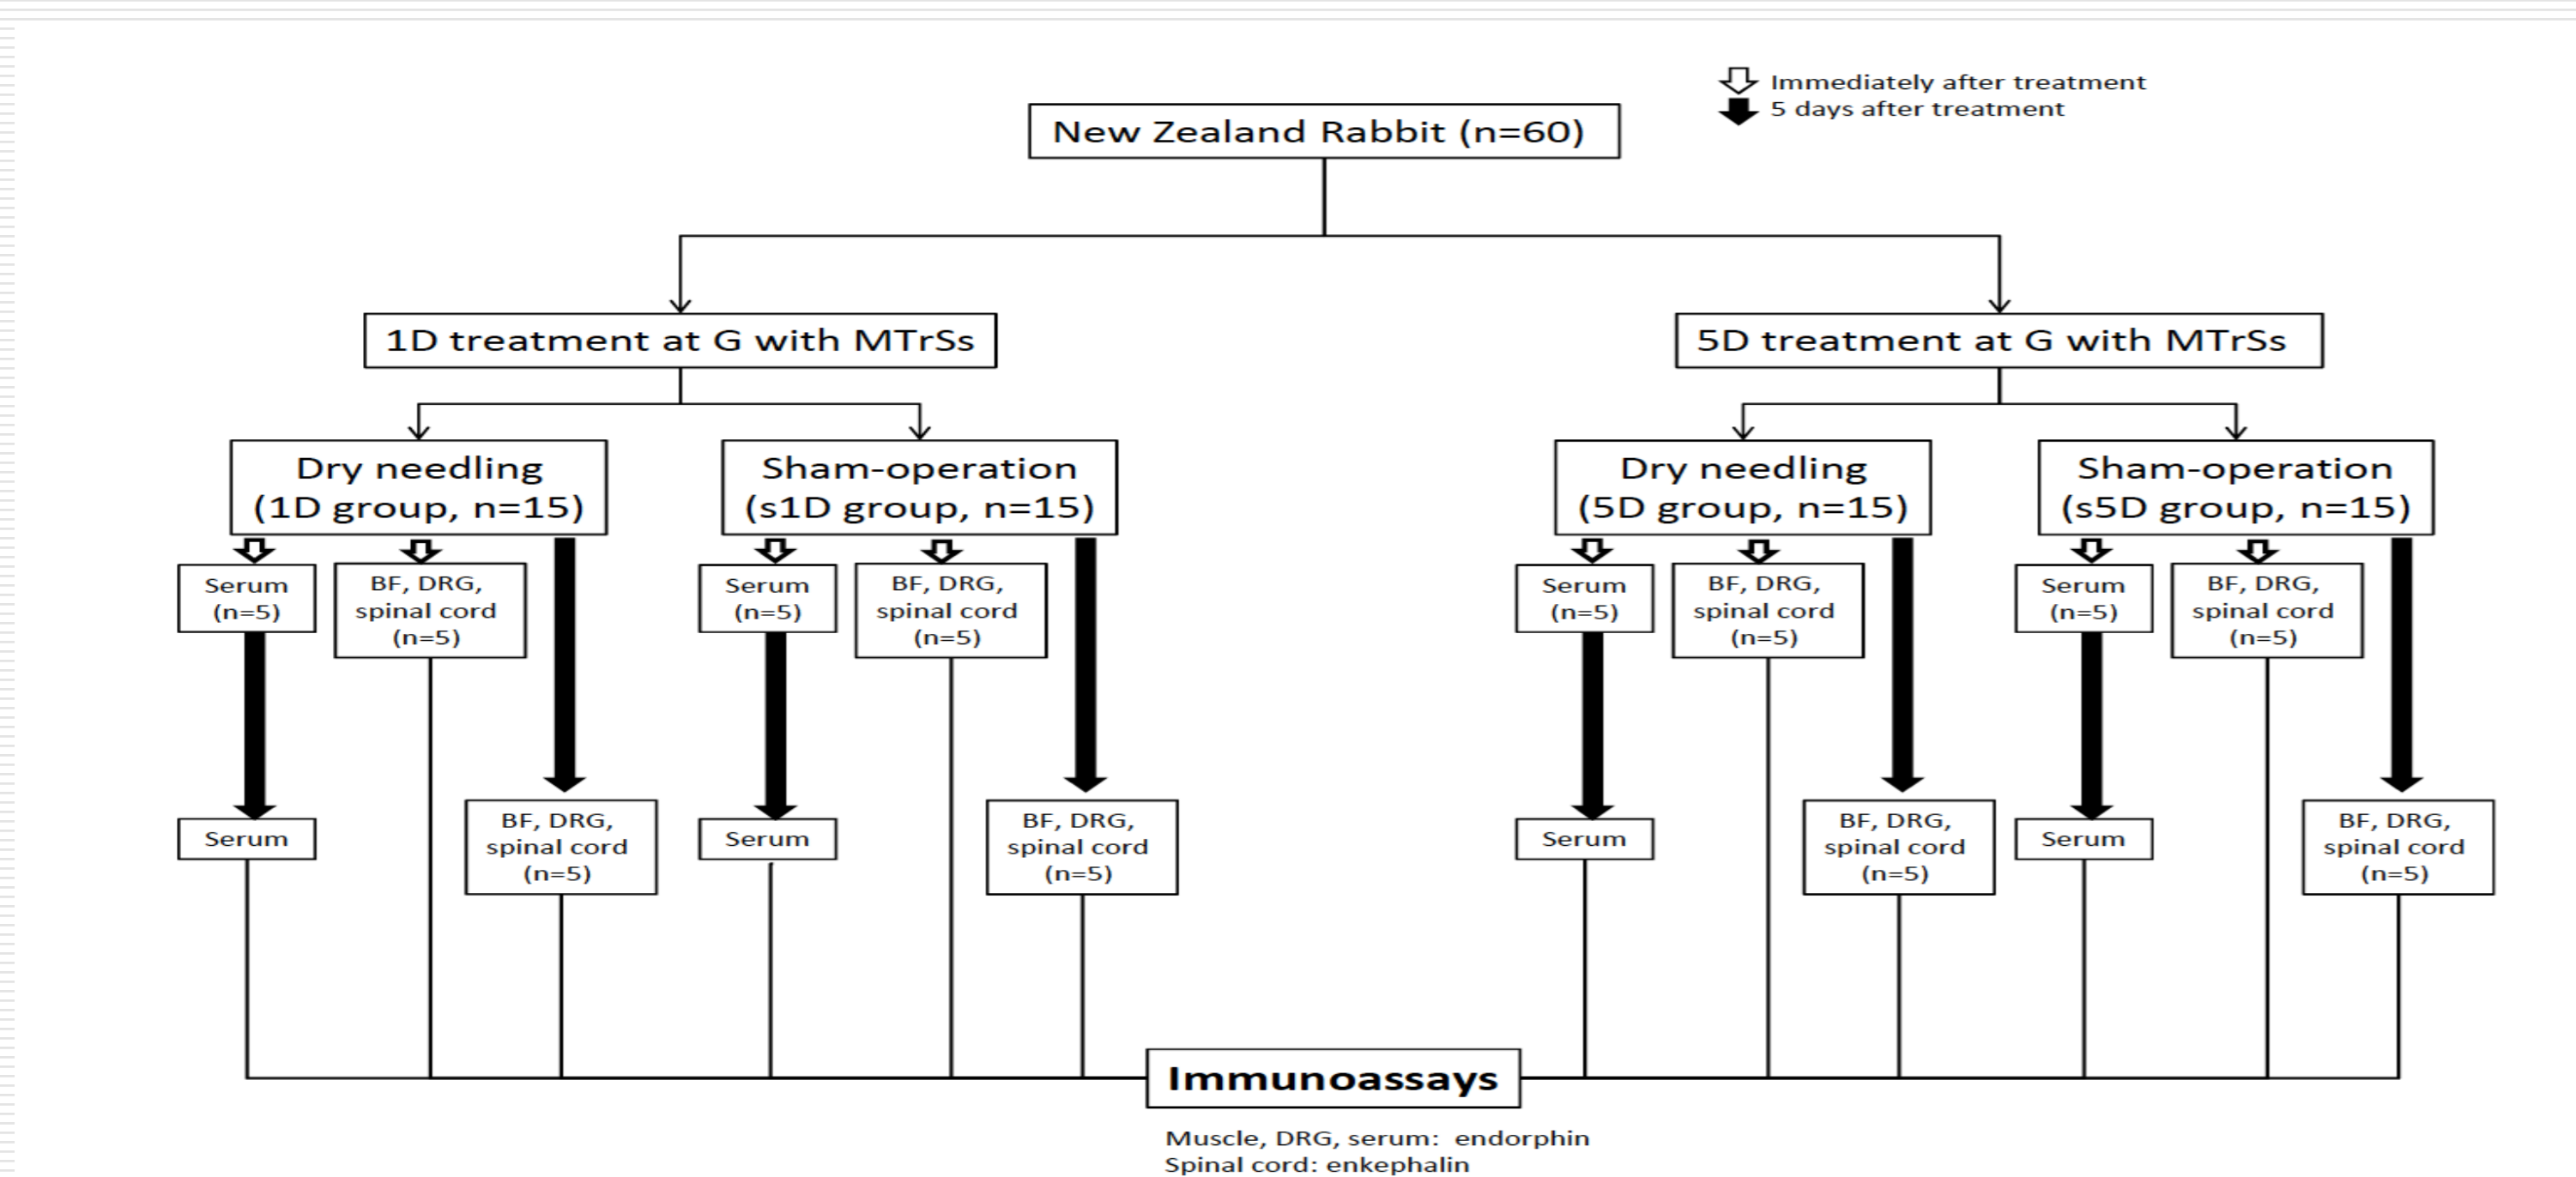 Immediately after treatment
5 days after treatment
New Zealand Rabbit (n=60)
1D treatment at G with MTrSs
5D treatment at G with MTrSs
Dry needling
(1D group, n=15)
Sham-operation
(s1D group, n=15)
Dry needling
(5D group, n=15)
Sham-operation
(s5D group, n=15)
Serum
(n=5)
BF, DRG,
spinal cord
(n=5)
Serum
(n=5)
BF, DRG,
spinal cord
(n=5)
Serum
(n=5)
BF, DRG,
spinal cord
(n=5)
Serum
(n=5)
BF, DRG,
spinal cord
(n=5)
Serum
BF, DRG,
spinal cord
(n=5)
Serum
BF, DRG,
spinal cord
(n=5)
Serum
BF, DRG,
spinal cord
(n=5)
Serum
BF, DRG,
spinal cord
(n=5)
Immunoassays
Muscle, DRG, serum: endorphin
Spinal cord: enkephalin